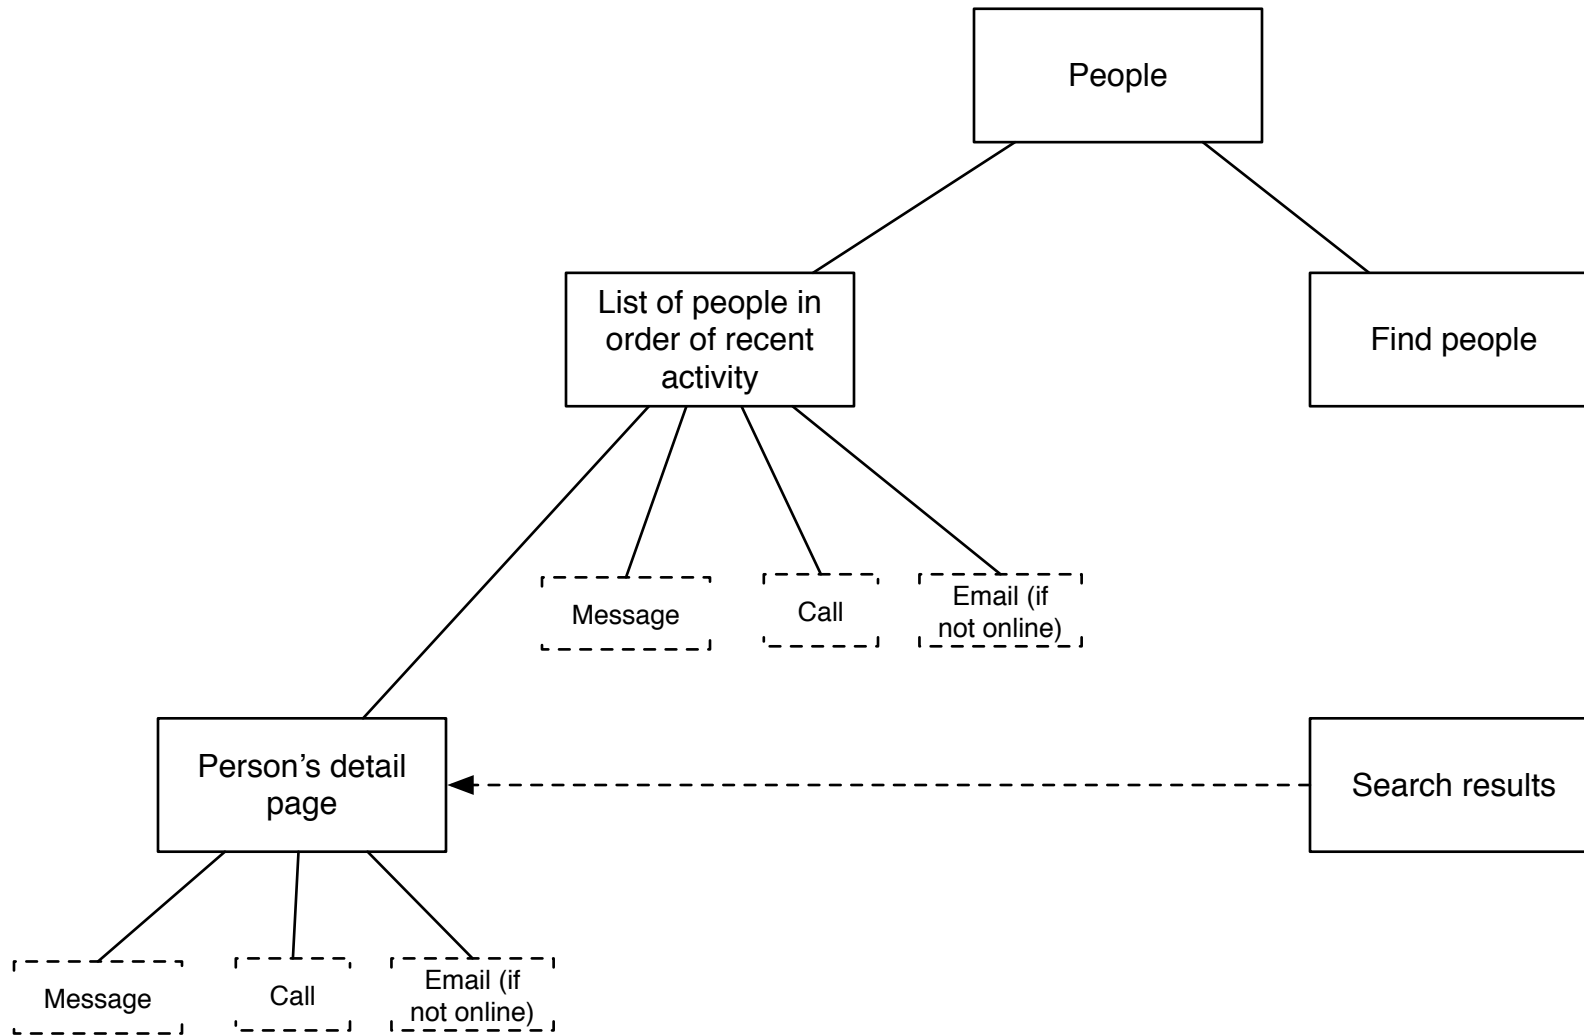 People
List of people in
order of recent
activity
Find people
Message
Call
Email (if
not online)
Person’s detail
page
Search results
Message
Call
Email (if
not online)